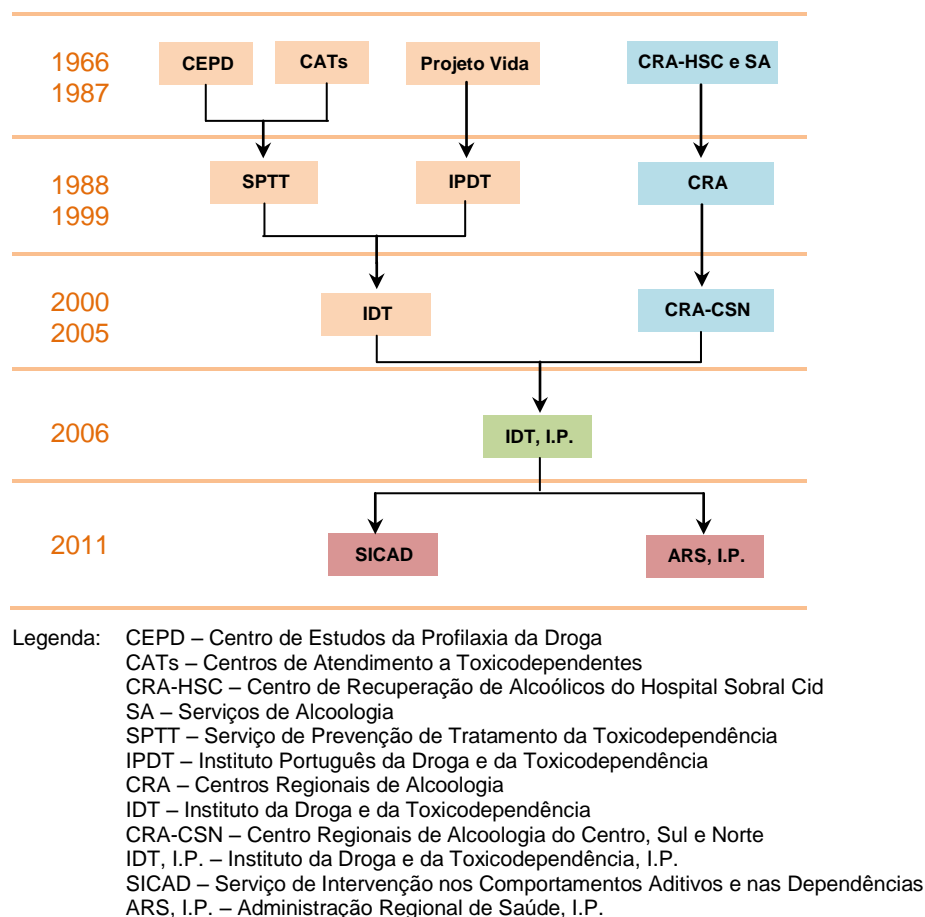 1966
1987
CEPD
CATs
Projeto Vida
CRA-HSC e SA
1988
1999
SPTT
IPDT
CRA
2000
2005
IDT
CRA-CSN
2006
IDT, I.P.
2011
SICAD
ARS, I.P.
Legenda: CEPD – Centro de Estudos da Profilaxia da Droga
CATs – Centros de Atendimento a Toxicodependentes
CRA-HSC – Centro de Recuperação de Alcoólicos do Hospital Sobral Cid
SA – Serviços de Alcoologia
SPTT – Serviço de Prevenção de Tratamento da Toxicodependência
IPDT – Instituto Português da Droga e da Toxicodependência
CRA – Centros Regionais de Alcoologia
IDT – Instituto da Droga e da Toxicodependência
CRA-CSN – Centro Regionais de Alcoologia do Centro, Sul e Norte
IDT, I.P. – Instituto da Droga e da Toxicodependência, I.P.
SICAD – Serviço de Intervenção nos Comportamentos Aditivos e nas Dependências
ARS, I.P. – Administração Regional de Saúde, I.P.